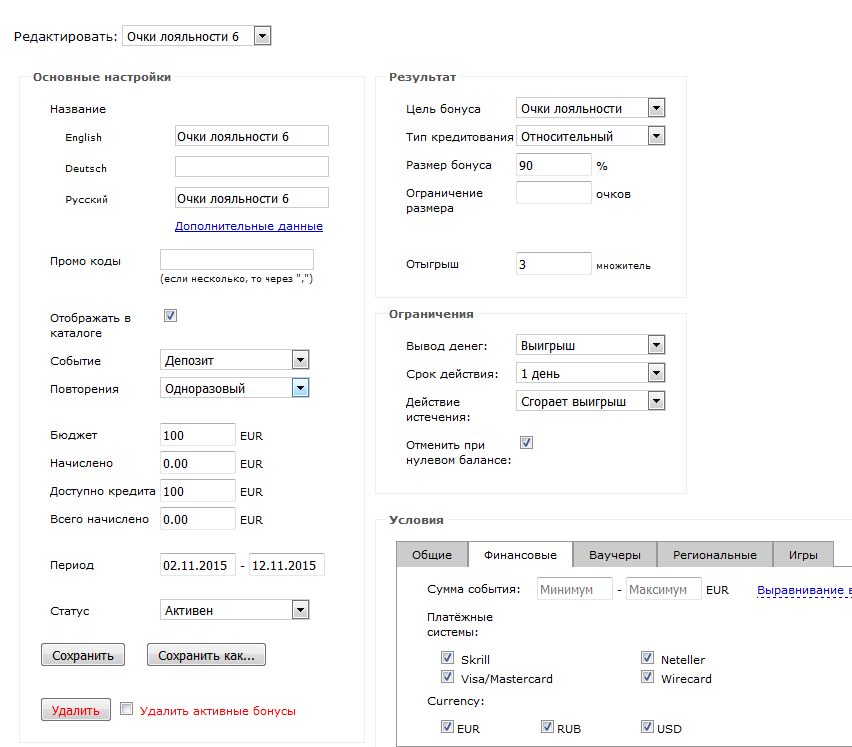 Редактировать: Очки лояльности 6
Основные настройки
Название
English Очки лояльности 6
Deutsch
Русский Очки лояльности 6
Дополнительные данные
Промо коды
(если несколько, то через ",")
Отображать в
каталоге
Событие Депозит
Повторения Одноразовый
Бюджет 100 EUR
Начислено 0.00 EUR
Доступно кредита 100 EUR
Всего начислено 0.00 EUR
Период 02.11.2015 - 12.11.2015
Статус Активен
Сохранить Сохранить как...
Удалить Удалить активные бонусы
Результат
Цель бонуса Очки лояльности
Тип кредитования Относительный
Размер бонуса 90 %
Ограничение
размера очков
Отыгрыш 3 множитель
Ограничения
Вывод денег: Выигрыш
Срок действия: 1 день
Действие
истечения: Сгорает выигрыш
Отменить при
нулевом балансе:
Условия
Общие Финансовые Ваучеры Региональные Игры
Сумма события: Минимум - Максимум EUR Выравнивание в
Платёжные
системы:
Skrill Neteller
Visa/Mastercard Wirecard
Currency:
EUR RUB USD